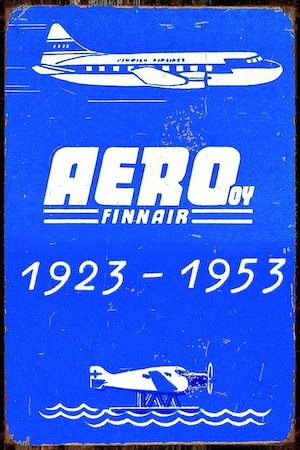 FINNISH AIRLINES
AERO OY
FINNAIR
1923 - 1953